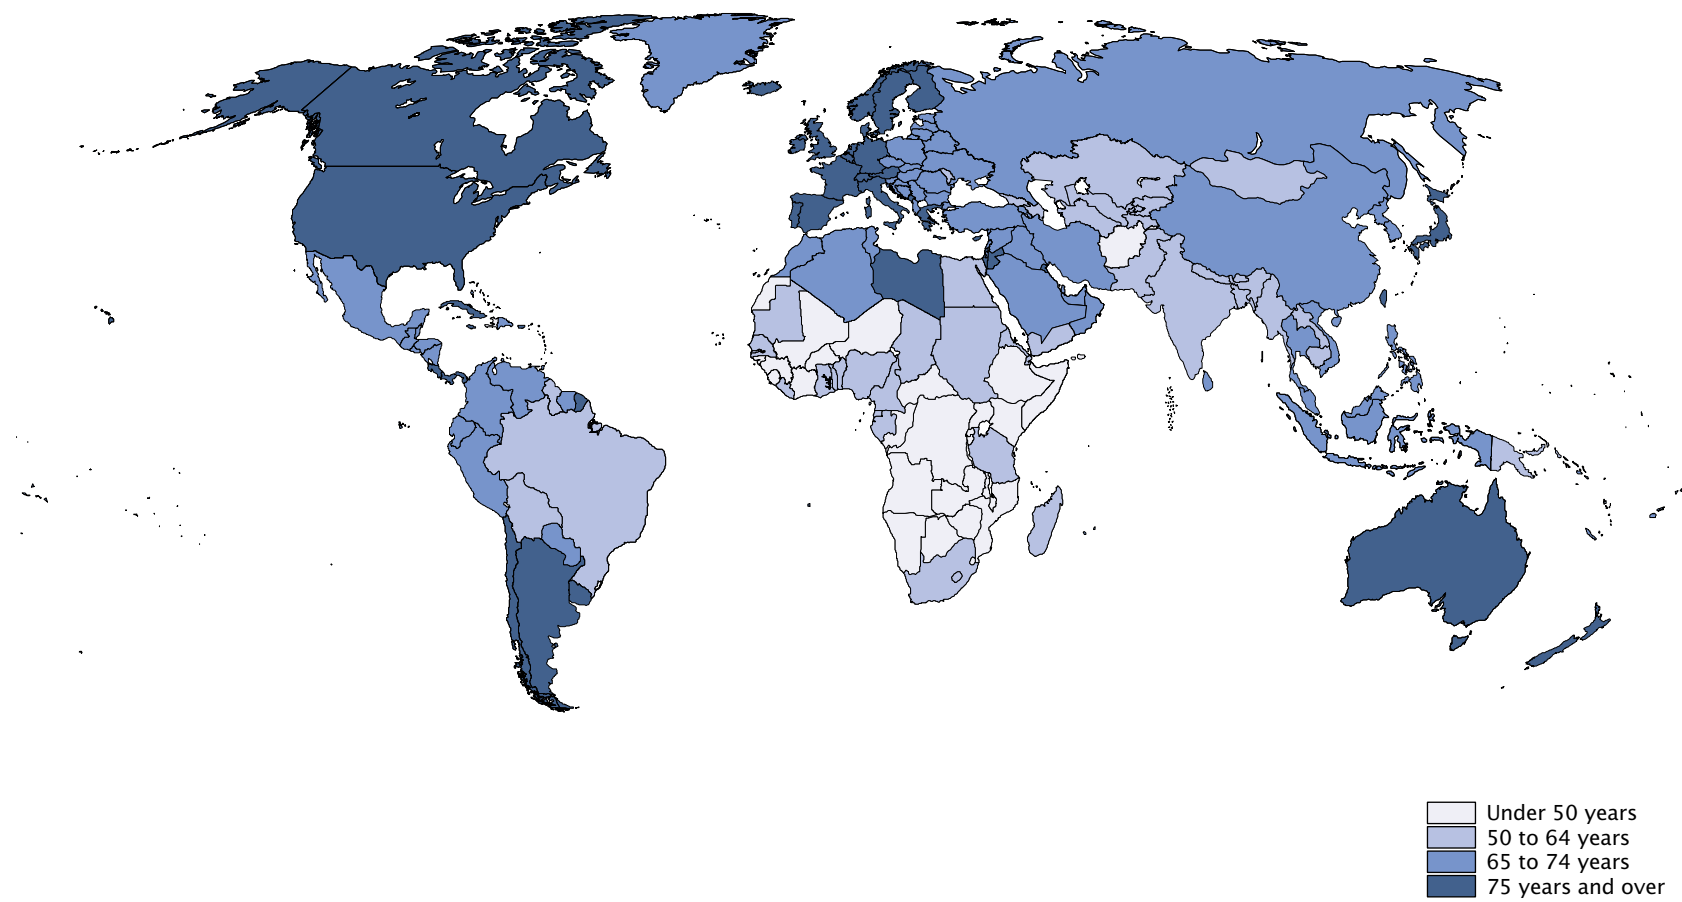 Under 50 years
50 to 64 years
65 to 74 years
75 years and over